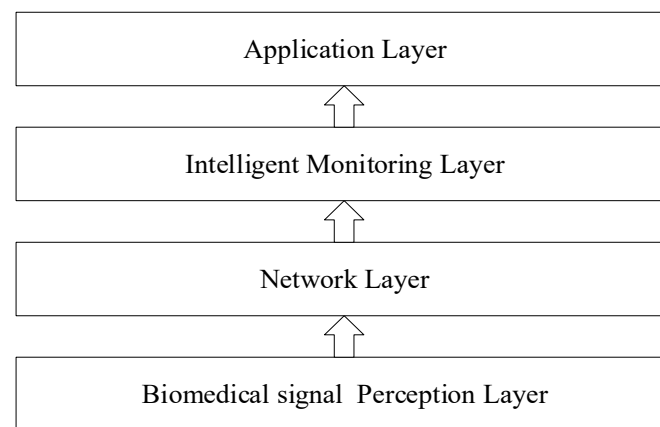 Application Layer
Intelligent Monitoring Layer
Network Layer
Biomedical signal  Perception Layer